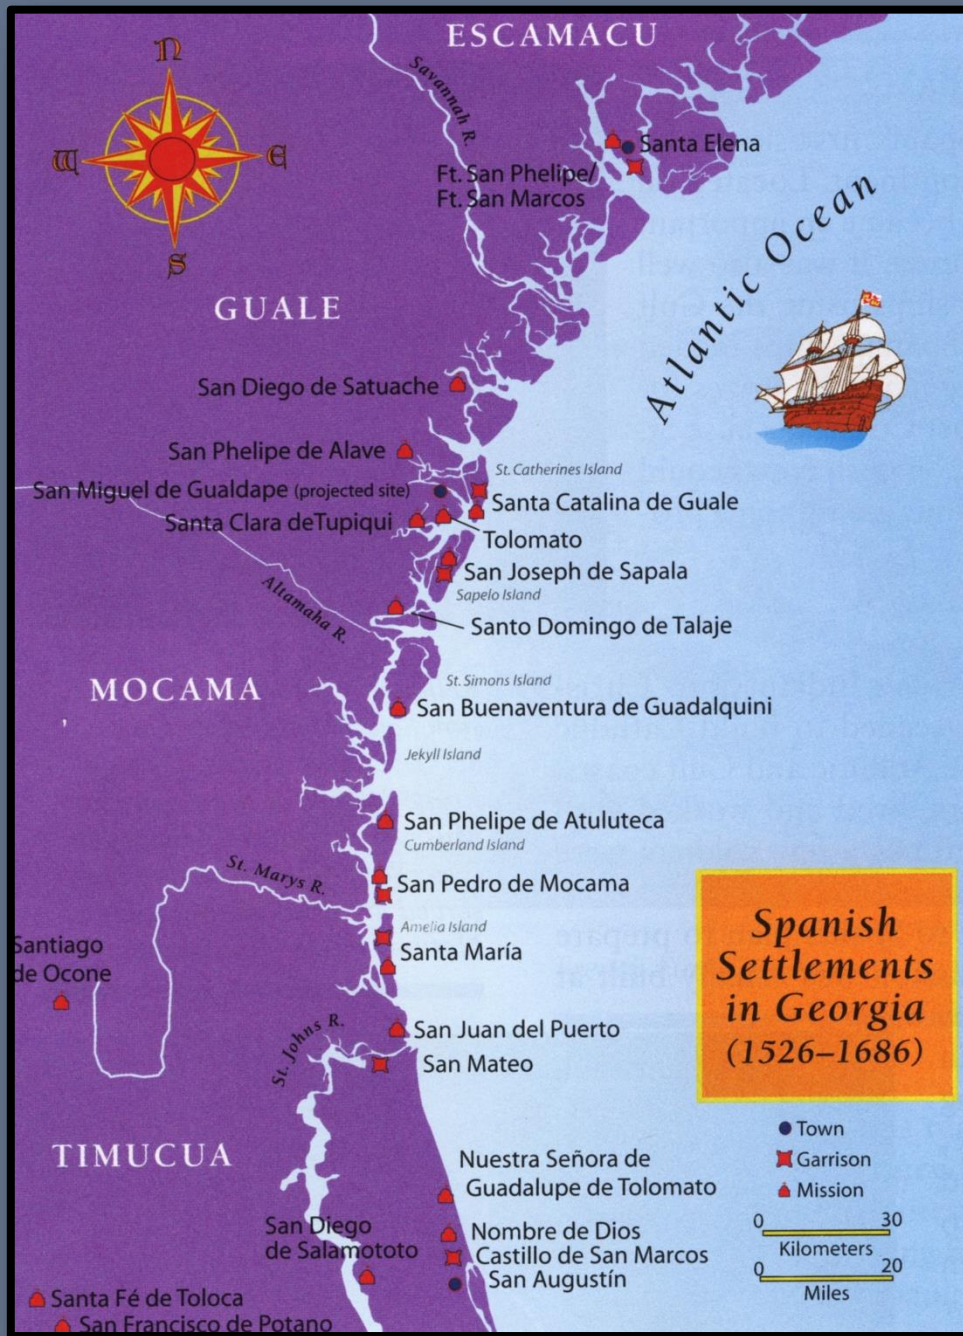 ESCAMACU
N
W
E
S
Savannah R.
Santa Elena
Ft. San Phelipe/
Ft. San Marcos
Atlantic Ocean
GUALE
San Diego de Satuache
San Phelipe de Alave
St. Catherines Island
San Miguel de Gualdape (projected site)
Santa Catalina de Guale
Santa Clara deTupiqui
Tolomato
San Joseph de Sapala
Sapelo Island
Altamaha R.
Santo Domingo de Talaje
MOCAMA
St. Simons Island
San Buenaventura de Guadalquini
Jekyll Island
San Phelipe de Atuluteca
Cumberland Island
St. Marys R.
San Pedro de Mocama
Amelia Island
Santa María
Santiago
de Ocone
Spanish
Settlements
in Georgia
(1526–1686)
St. Johns R.
San Juan del Puerto
San Mateo
TIMUCUA
Town
Garrison
Mission
0 30
Kilometers
0 20
Miles
Nuestra Señora de
Guadalupe de Tolomato
San Diego
de Salamototo
Nombre de Dios
Castillo de San Marcos
San Augustín
Santa Fé de Toloca
San Francisco de Potano